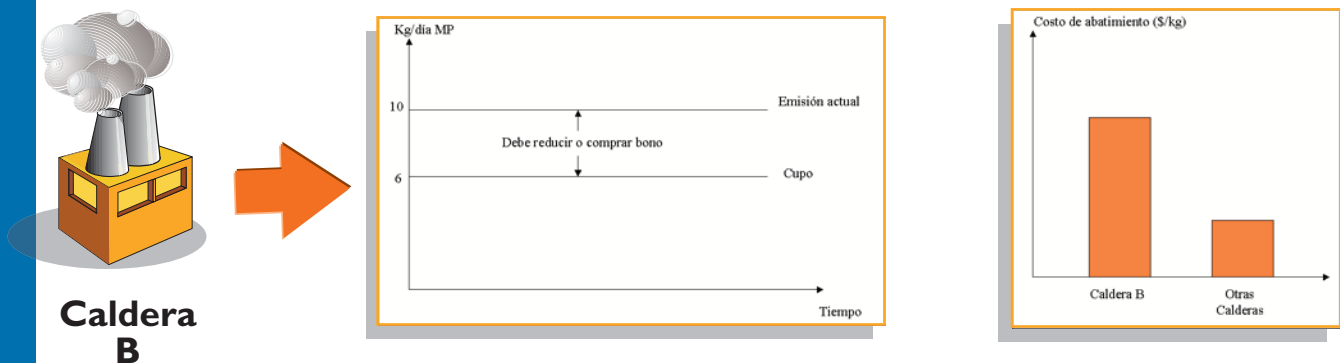 Caldera
B
Kg/día MP
10
Emisión actual
Debe reducir o comprar bono
6
Cupo
Tiempo
Costo de abatimiento ($/kg)
Caldera B
Otras
Calderas